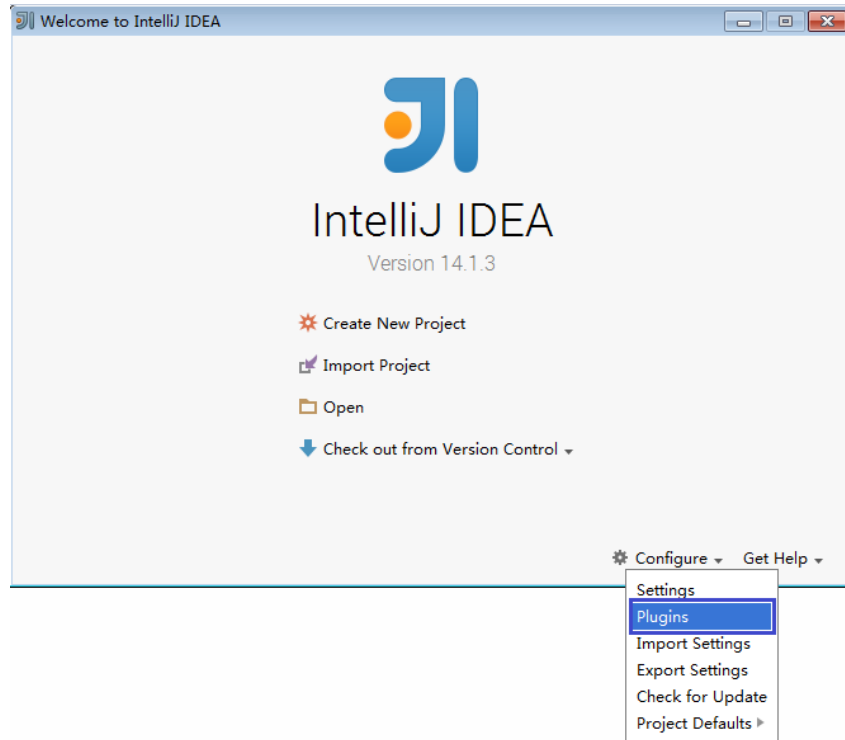 Welcome to IntelliJ IDEA
IntelliJ IDEA
Version 14.1.3
Create New Project
Import Project
Open
Check out from Version Control
Configure Get Help
Settings
Plugins
Import Settings
Export Settings
Check for Update
Project Defaults